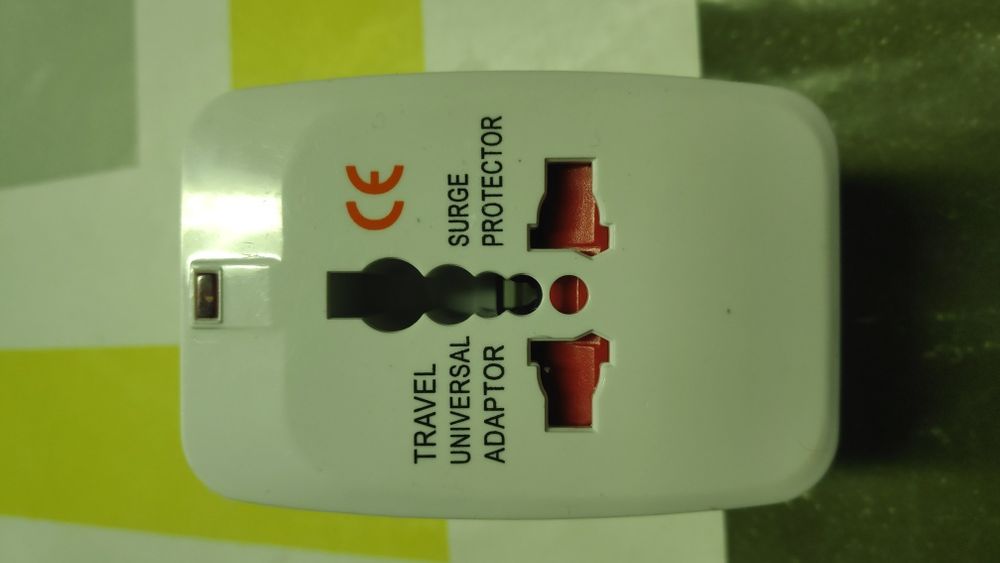 TRAVEL
UNIVERSAL
ADAPTOR
CE
SURGE
PROTECTOR